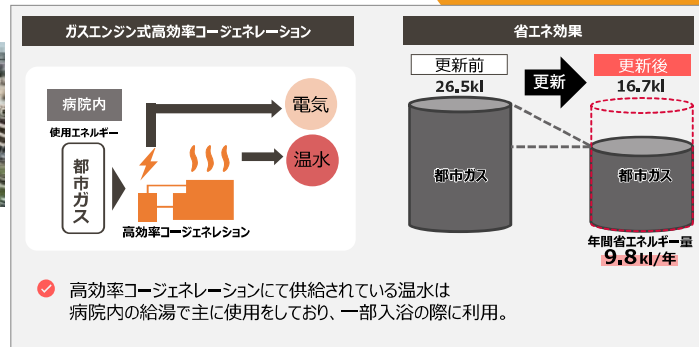 ガスエンジン式高効率コージェネレーション
病院内
使用エネルギー
都市ガス
電気
温水
高効率コージェネレション
省エネ効果
更新前
26.5kl
更新
更新後
16.7kl
都市ガス
都市ガス
年間省エネルギー量
9.8kl/年
高効率コージェネレーションにて供給されている温水は
病院内の給湯で主に使用をしており、一部入浴の際に利用。